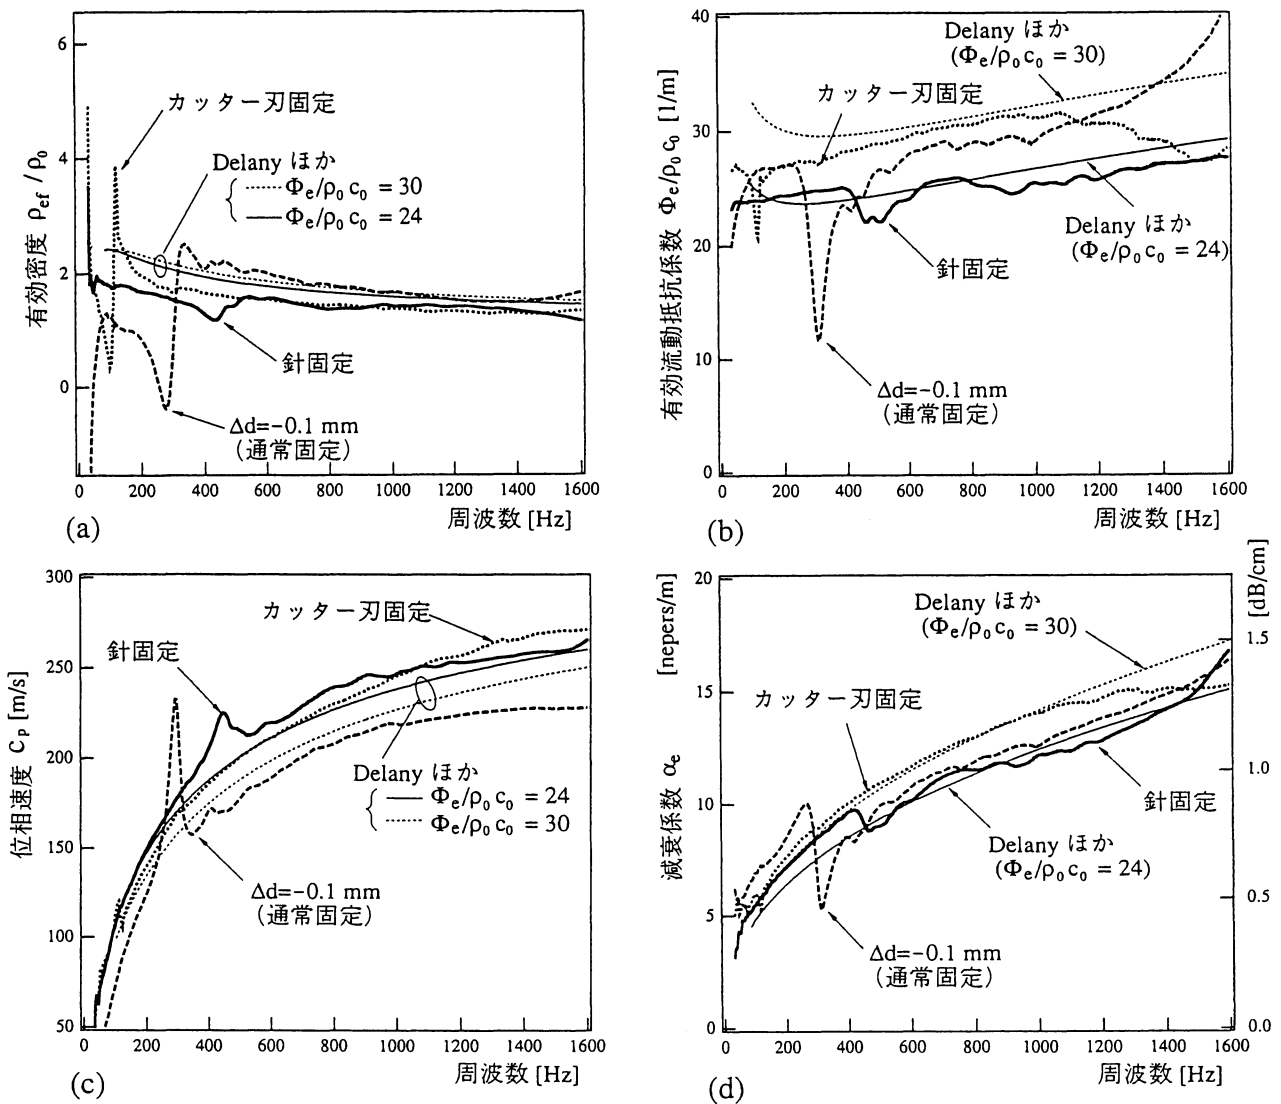 6
4
2
0
有効密度 ρef /ρ0
カッター刃固定
Delany ほか
Φe/ρ0 c0 = 30
Φe/ρ0 c0 = 24
針固定
Δd=−0.1 mm
(通常固定)
0 200 400 600 800 1000 1200 1400 1600
周波数 [Hz]
(a)
40
30
20
10
0
有効流動抵抗係数 Φe/ρ0 c0 [1/m]
Delany ほか
(Φe/ρ0 c0 = 30)
カッター刃固定
Delany ほか
(Φe/ρ0 c0 = 24)
針固定
Δd=−0.1 mm
(通常固定)
0 200 400 600 800 1000 1200 1400 1600
周波数 [Hz]
(b)
300
250
200
150
100
50
位相速度 Cp [m/s]
カッター刃固定
針固定
Delany ほか
Φe/ρ0 c0 = 24
Φe/ρ0 c0 = 30
Δd=−0.1 mm
(通常固定)
0 200 400 600 800 1000 1200 1400 1600
周波数 [Hz]
(c)
20
15
10
5
0
減衰係数 αe [nepers/m]
[dB/cm]
1.5
1.0
0.5
0.0
Delany ほか
(Φe/ρ0 c0 = 30)
カッター刃固定
針固定
Delany ほか
(Φe/ρ0 c0 = 24)
Δd=−0.1 mm
(通常固定)
0 200 400 600 800 1000 1200 1400 1600
周波数 [Hz]
(d)